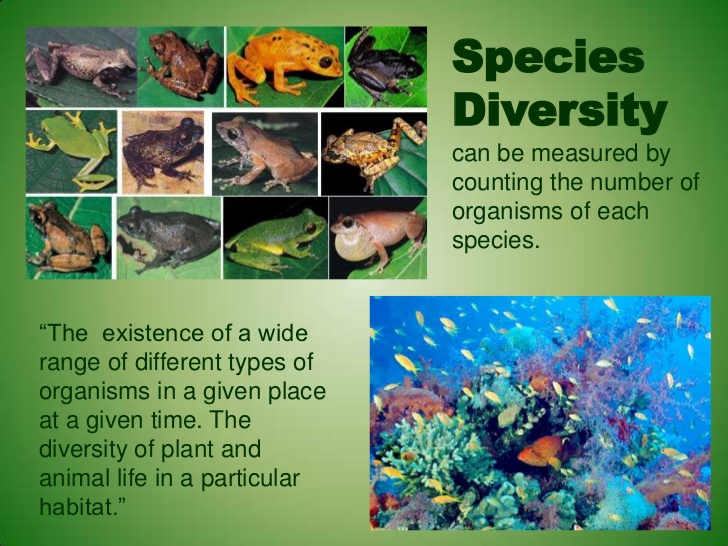 Species
Diversity
can be measured by
counting the number of
organisms of each
species.
“The  existence of a wide
range of different types of
organisms in a given place
at a given time. The
diversity of plant and
animal life in a particular
habitat.”